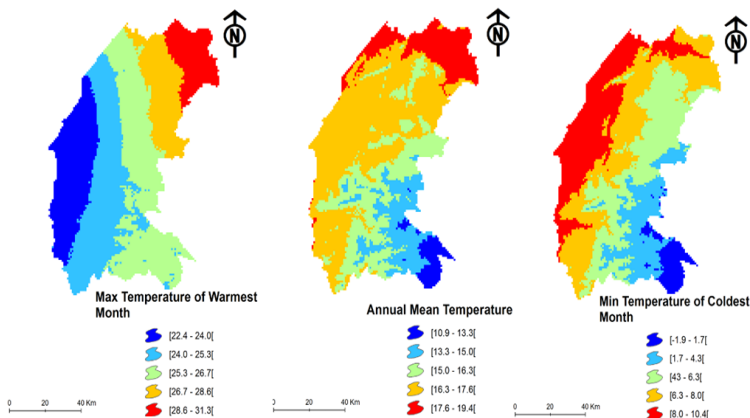 N
N
N
Max Temperature of Warmest
Month
[22.4 - 24.0[
[24.0 - 25.3[
[25.3 - 26.7[
[26.7 - 28.6[
[28.6 - 31.3[
0 20 40 Km
Annual Mean Temperature
[10.9 - 13.3[
[13.3 - 15.0[
[15.0 - 16.3[
[16.3 - 17.6[
[17.6 - 19.4[
0 20 40 Km
Min Temperature of Coldest
Month
[-1.9 - 1.7[
[1.7 - 4.3[
[43 - 6.3[
[6.3 - 8.0[
[8.0 - 10.4[
0 20 40 Km